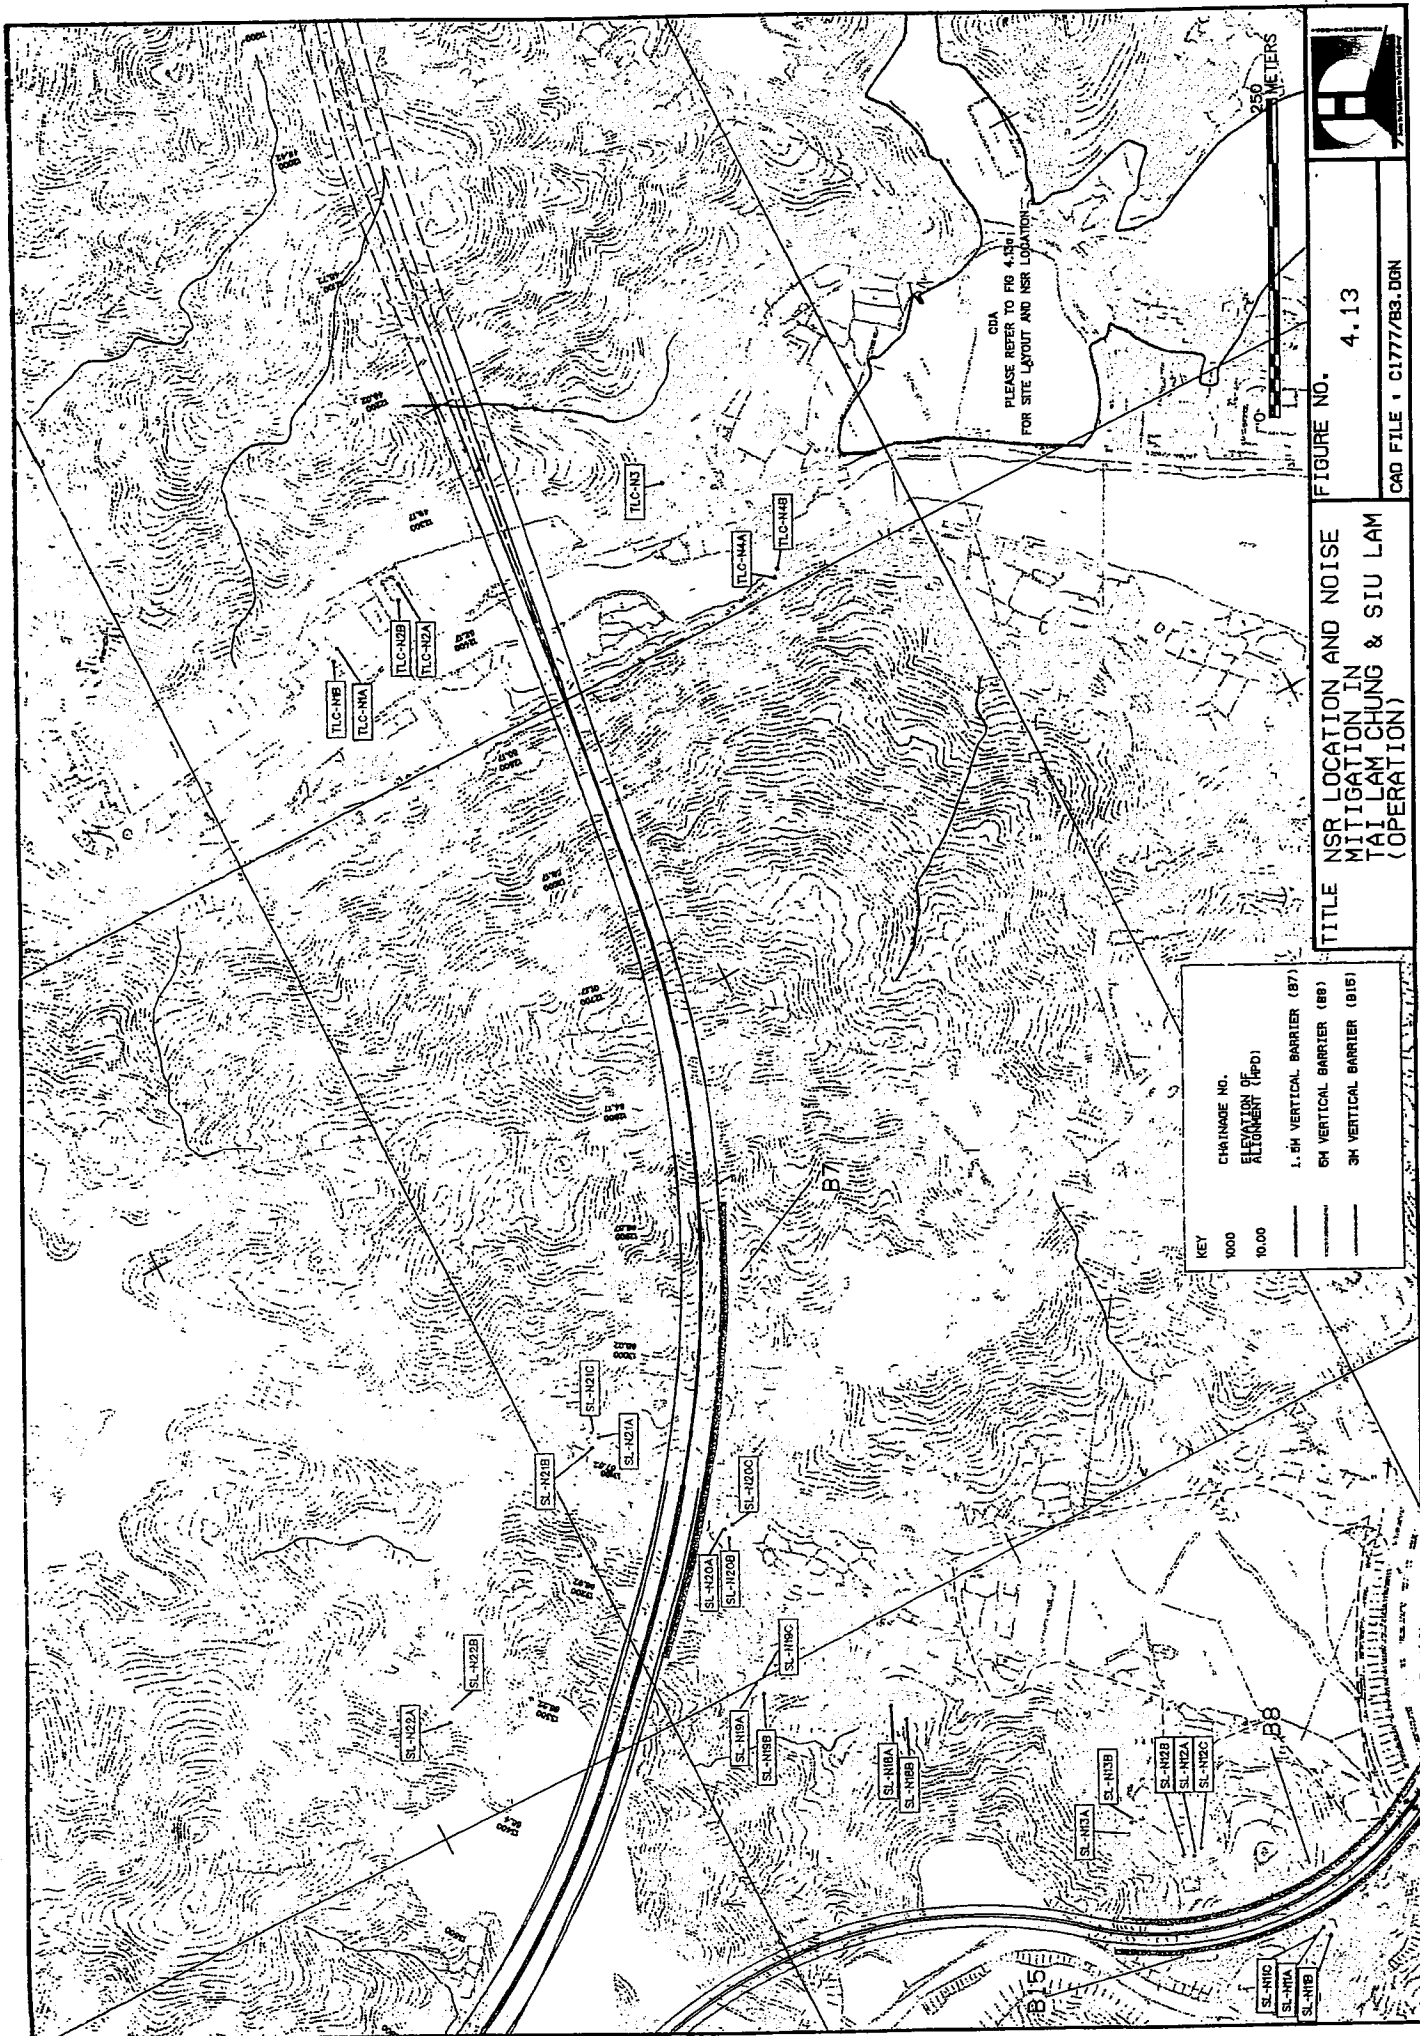 TLC-N1B
TLC-N1A
TLC-N2B
TLC-N2A
TLC-N3
TLC-N4A
TLC-N4B
CDA
PLEASE REFER TO FIG
FOR SITE LAYOUT AND NSR LOCATION
SL-N21B
SL-N21C
SL-N21A
SL-N22A
SL-N22B
SL-N20A
SL-N20B
SL-N20C
SL-N19A
SL-N19B
SL-N19C
SL-N18A
SL-N18B
SL-N13A
SL-N13B
SL-N12B
SL-N12A
SL-N12C
SL-N11C
SL-N11A
SL-N11B
B7
B8
B15
KEY
1000 CHAINAGE NO.
10.00 ELEVATION OF
ALIGNMENT (HPD)
1.5M VERTICAL BARRIER (B7)
5M VERTICAL BARRIER (B8)
3M VERTICAL BARRIER (B15)
0 250
METERS
TITLE NSR LOCATION AND NOISE
MITIGATION IN
TAI LAM CHUNG & SIU LAM
(OPERATION)
FIGURE NO.
4.13
CAD FILE : C1777/B3.DGN